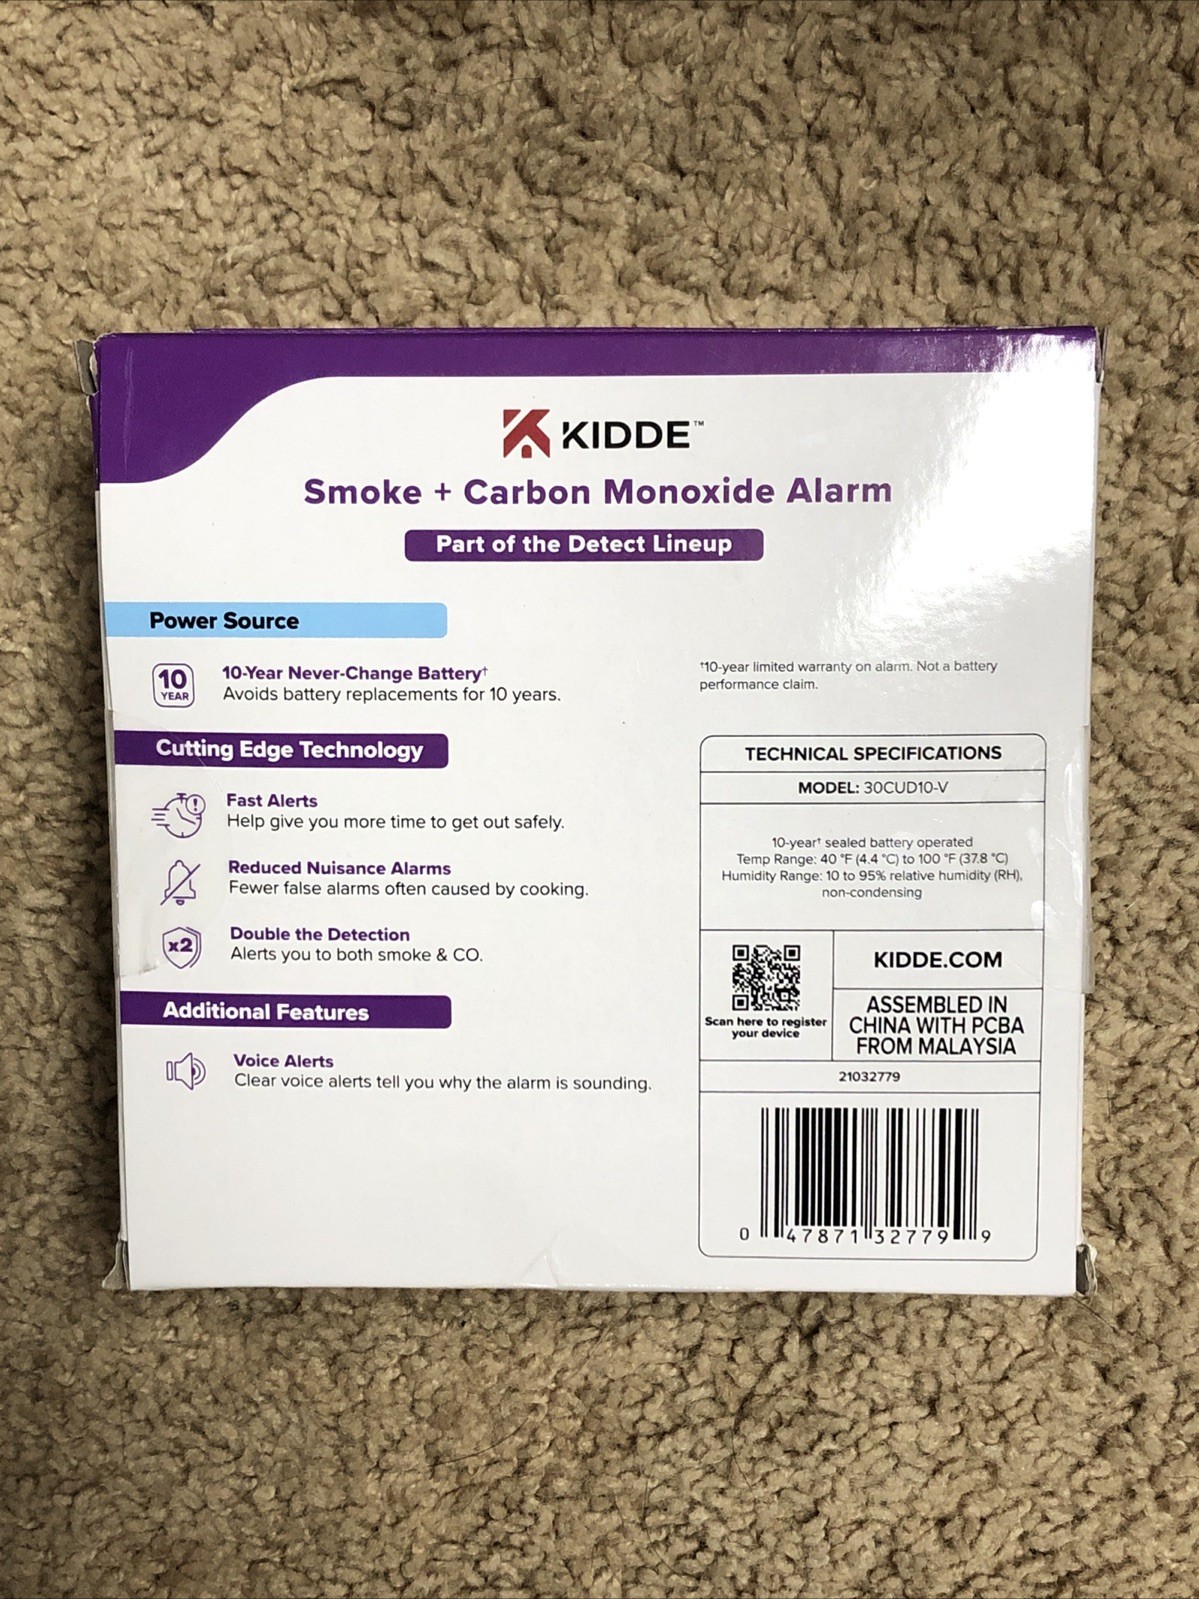 KIDDE™
Smoke + Carbon Monoxide Alarm
Part of the Detect Lineup
Power Source
10
YEAR
10-Year Never-Change Battery†
Avoids battery replacements for 10 years.
†10-year limited warranty on alarm. Not a battery
performance claim.
Cutting Edge Technology
Fast Alerts
Help give you more time to get out safely.
Reduced Nuisance Alarms
Fewer false alarms often caused by cooking.
x2
Double the Detection
Alerts you to both smoke & CO.
Additional Features
Voice Alerts
Clear voice alerts tell you why the alarm is sounding.
TECHNICAL SPECIFICATIONS
MODEL: 30CUD10-V
10-year† sealed battery operated
Temp Range: 40 °F (4.4 °C) to 100 °F (37.8 °C)
Humidity Range: 10 to 95% relative humidity (RH),
non-condensing
Scan here to register
your device
KIDDE.COM
ASSEMBLED IN
CHINA WITH PCBA
FROM MALAYSIA
21032779
0 47871 32779 9